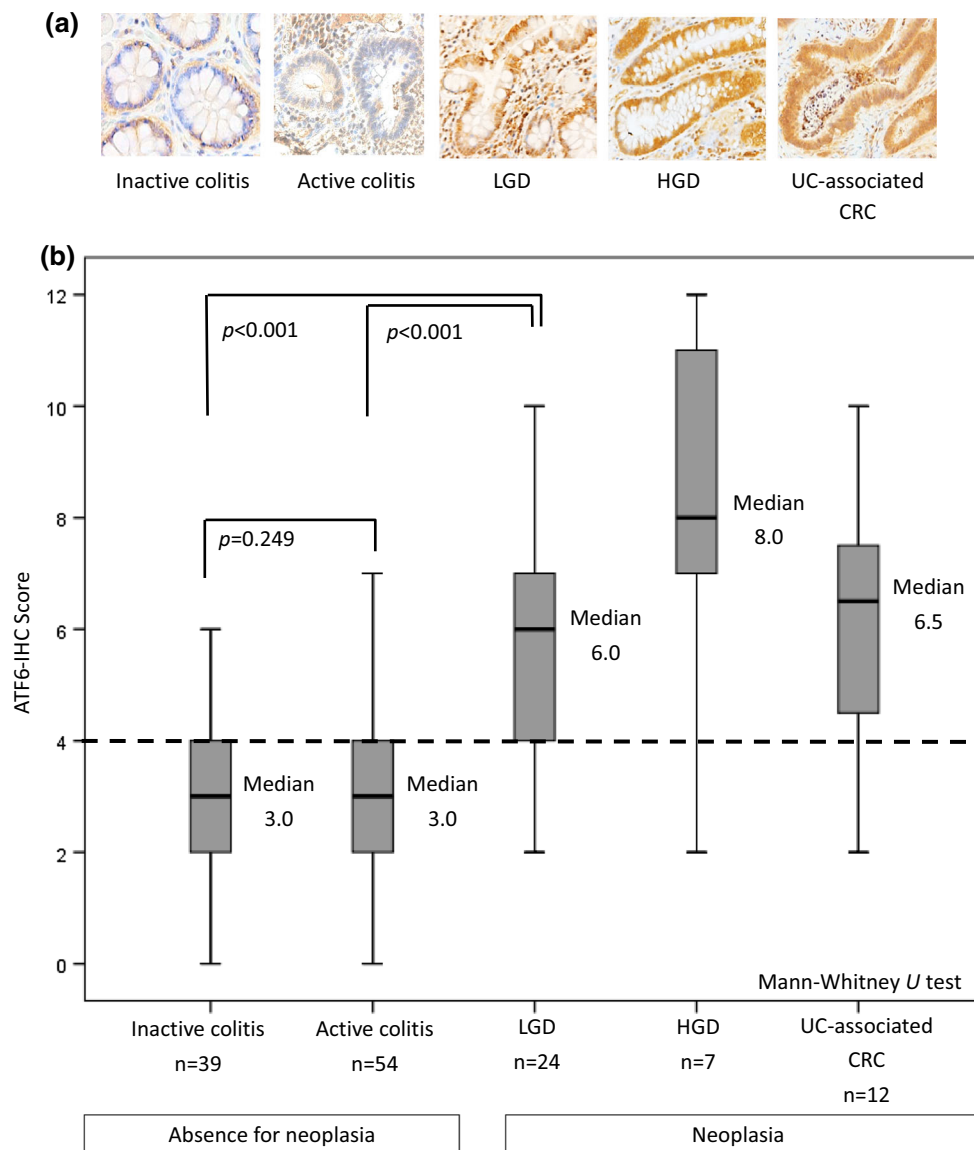 (a)
Inactive colitis
Active colitis
LGD
HGD
UC-associated
CRC
(b)
ATF6-IHC Score
12
10
8
6
4
2
0
p<0.001
p<0.001
p=0.249
Median
3.0
Median
3.0
Median
6.0
Median
8.0
Median
6.5
Mann-Whitney U test
Inactive colitis
n=39
Active colitis
n=54
LGD
n=24
HGD
n=7
UC-associated
CRC
n=12
Absence for neoplasia
Neoplasia